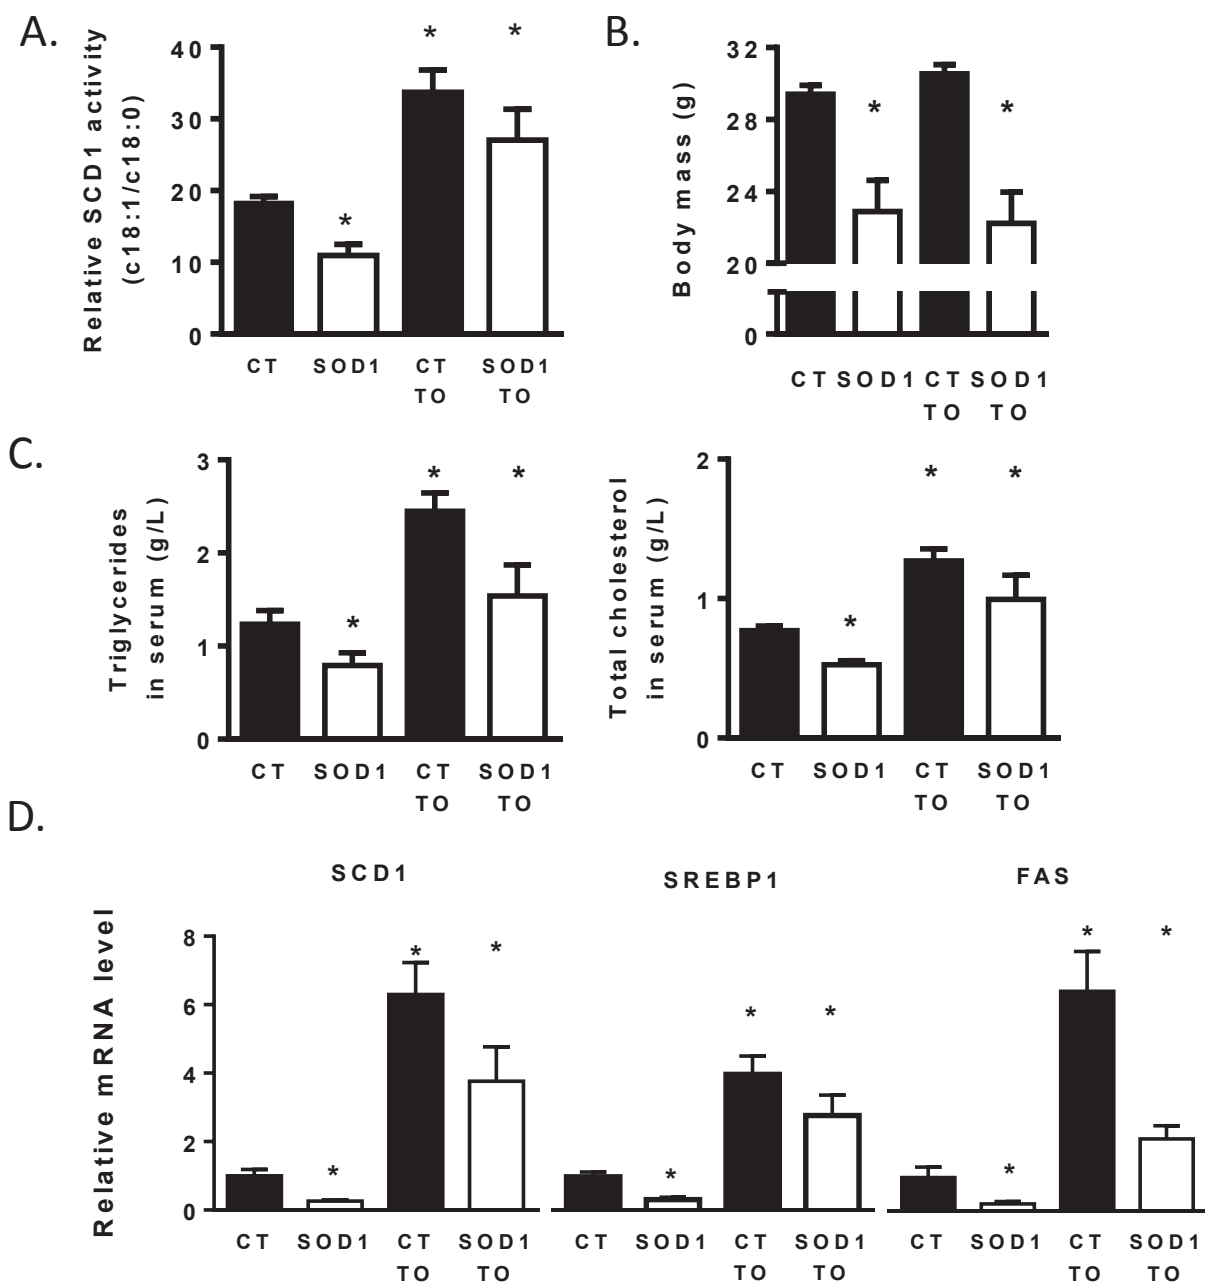 A.
Relative SCD1 activity
(c18:1/c18:0)
40
30
20
10
0
*
*
*
CT
SOD1
CT
TO
SOD1
TO
B.
Body mass (g)
32
28
24
20
0
*
*
CT
SOD1
CT
TO
SOD1
TO
C.
Triglycerides
in serum (g/L)
3
2
1
0
*
*
*
CT
SOD1
CT
TO
SOD1
TO
Total cholesterol
in serum (g/L)
2
1
0
*
*
*
CT
SOD1
CT
TO
SOD1
TO
D.
Relative mRNA level
8
6
4
2
0
SCD1
*
*
*
CT
SOD1
CT
TO
SOD1
TO
SREBP1
*
*
*
CT
SOD1
CT
TO
SOD1
TO
FAS
*
*
*
CT
SOD1
CT
TO
SOD1
TO